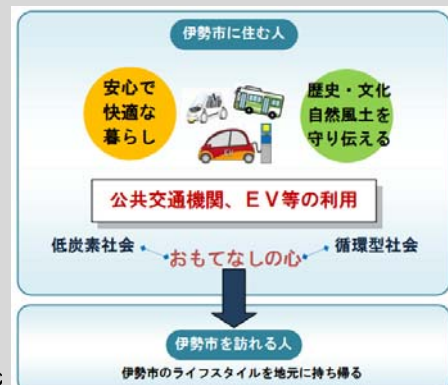 伊勢市に住む人
安心で
快適な
暮らし
歴史・文化
自然風土を
守り伝える
公共交通機関、EV等の利用
低炭素社会
おもてなしの心
循環型社会
伊勢市を訪れる人
伊勢市のライフスタイルを地元に持ち帰る